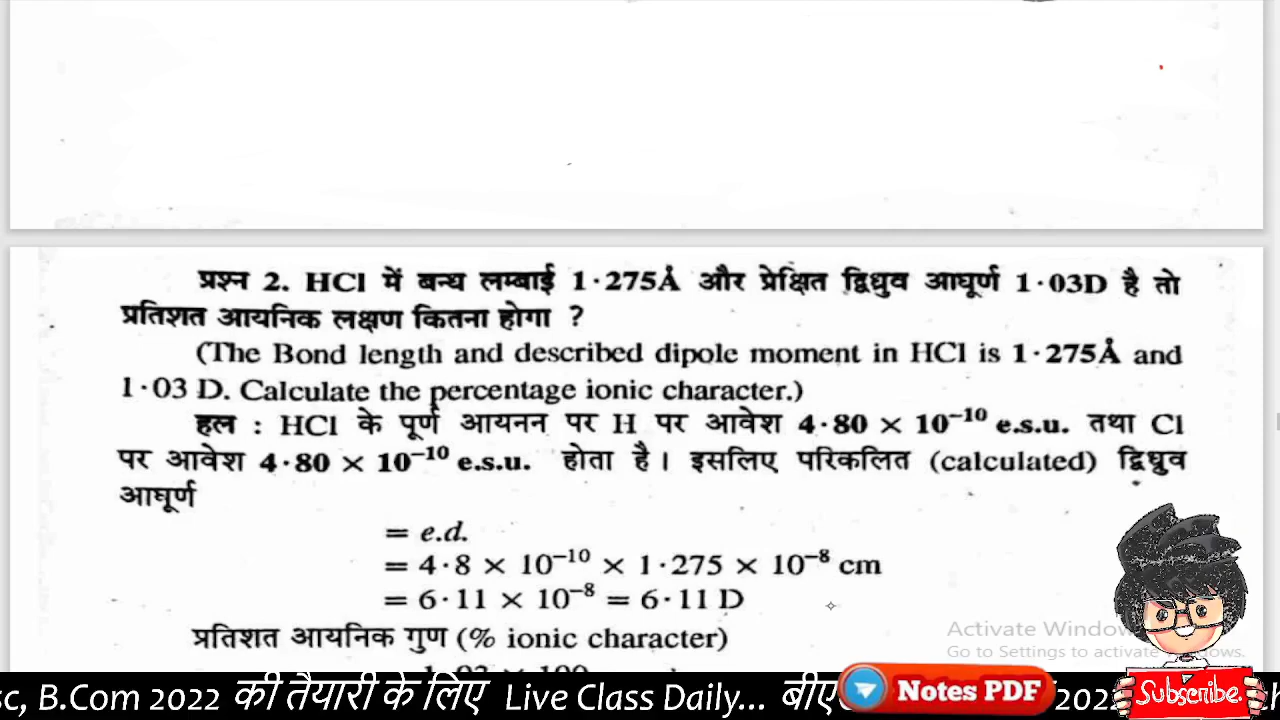 प्रश्न 2. HCl में बन्ध लम्बाई 1·275Å और प्रेक्षित द्विध्रुव आघूर्ण 1·03D है तो
प्रतिशत आयनिक लक्षण कितना होगा ?
(The Bond length and described dipole moment in HCl is 1·275Å and
1·03 D. Calculate the percentage ionic character.)
हल : HCl के पूर्ण आयनन पर H पर आवेश 4·80 × 10⁻¹⁰ e.s.u. तथा Cl
पर आवेश 4·80 × 10⁻¹⁰ e.s.u. होता है। इसलिए परिकलित (calculated) द्विध्रुव
आघूर्ण
= e.d.
= 4·8 × 10⁻¹⁰ × 1·275 × 10⁻⁸ cm
= 6·11 × 10⁻⁸ = 6·11 D
प्रतिशत आयनिक गुण (% ionic character)
Activate Window
Go to Settings to activate ows.
sc, B.Com 2022 की तैयारी के लिए Live Class Daily...
Notes PDF
Subscribe.